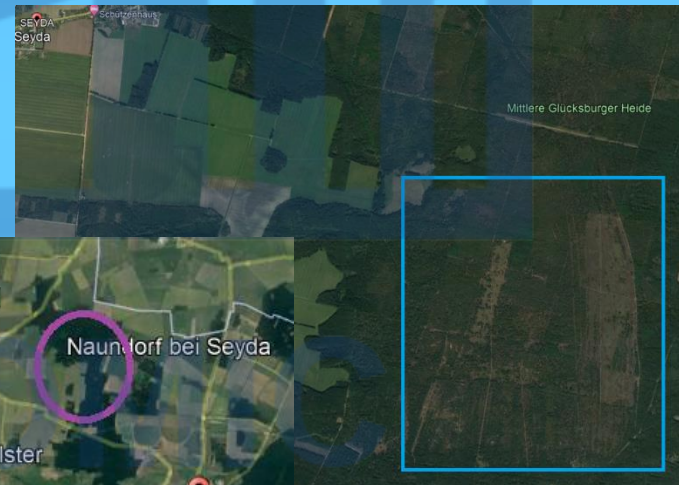 SEYDA
Seyda
Schützenhaus
Mittlere Glücksburger Heide
Naundorf bei Seyda
lster